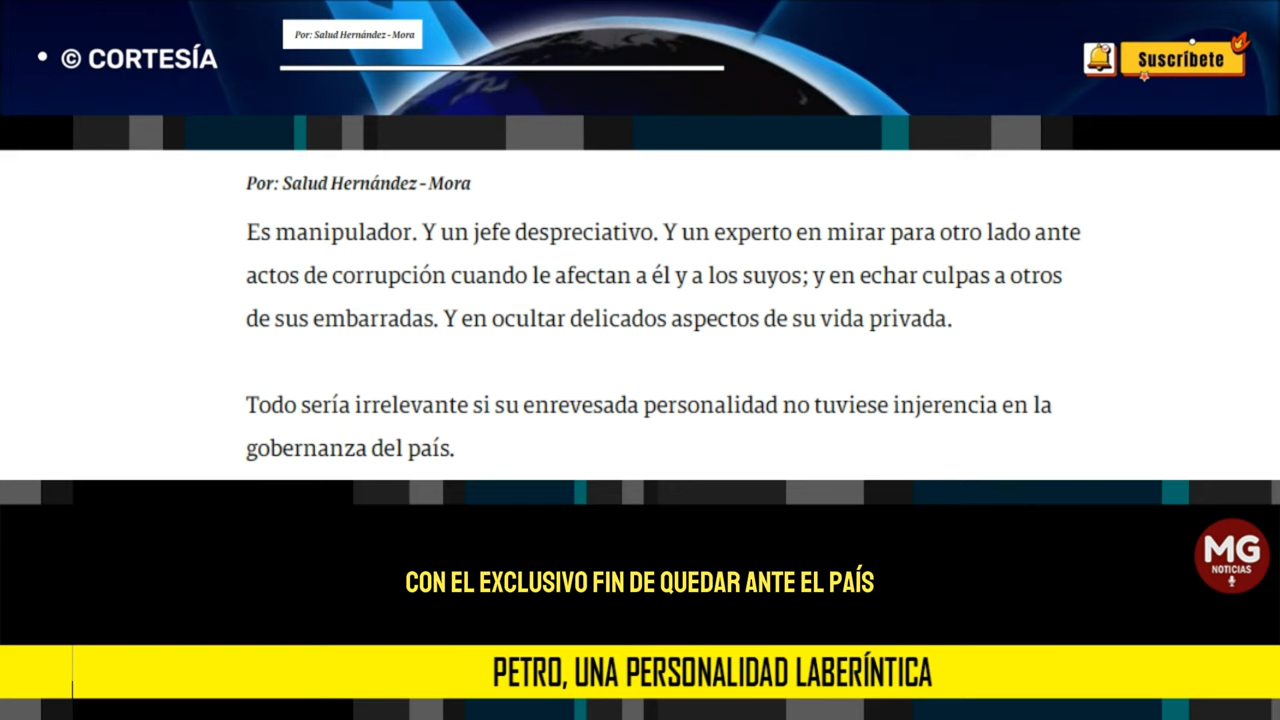 Por: Salud Hernández - Mora
• © CORTESÍA
Suscríbete
Por: Salud Hernández - Mora
Es manipulador. Y un jefe despreciativo. Y un experto en mirar para otro lado ante
actos de corrupción cuando le afectan a él y a los suyos; y en echar culpas a otros
de sus embarradas. Y en ocultar delicados aspectos de su vida privada.
Todo sería irrelevante si su enrevesada personalidad no tuviese injerencia en la
gobernanza del país.
MG
NOTICIAS
CON EL EXCLUSIVO FIN DE QUEDAR ANTE EL PAÍS
PETRO, UNA PERSONALIDAD LABERÍNTICA